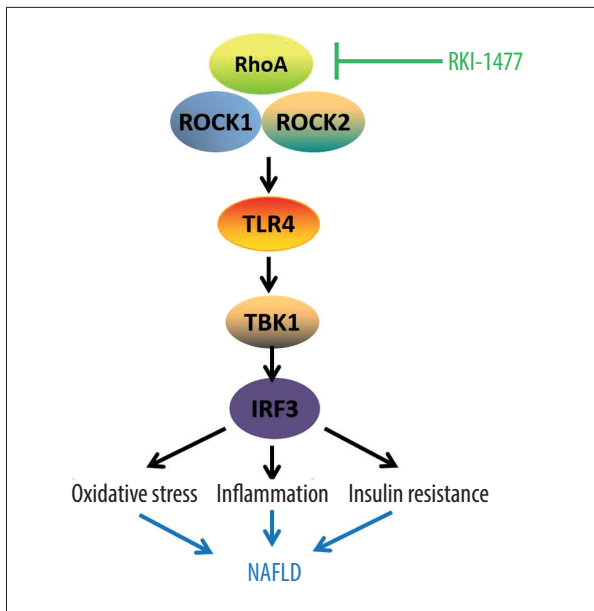 RhoA
RKI-1477
ROCK1 ROCK2
TLR4
TBK1
IRF3
Oxidative stress Inflammation Insulin resistance
NAFLD